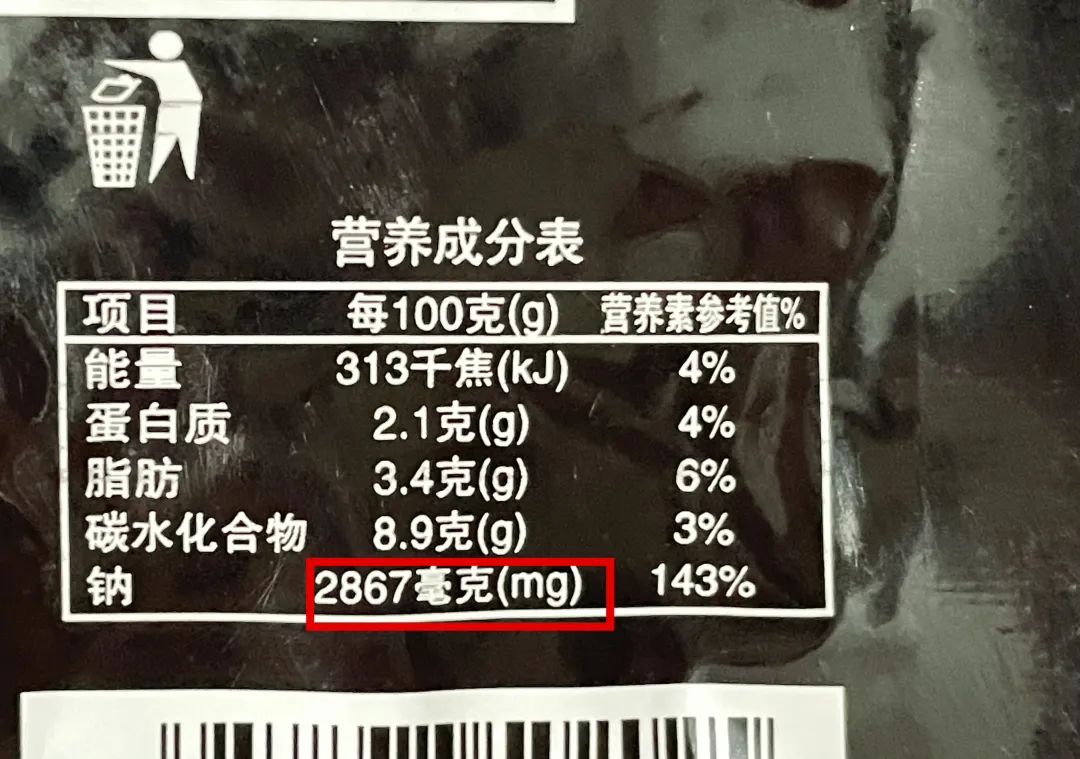 营养成分表
项目 每100克(g) 营养素参考值%
能量 313千焦(kJ) 4%
蛋白质 2.1克(g) 4%
脂肪 3.4克(g) 6%
碳水化合物 8.9克(g) 3%
钠 2867毫克(mg) 143%